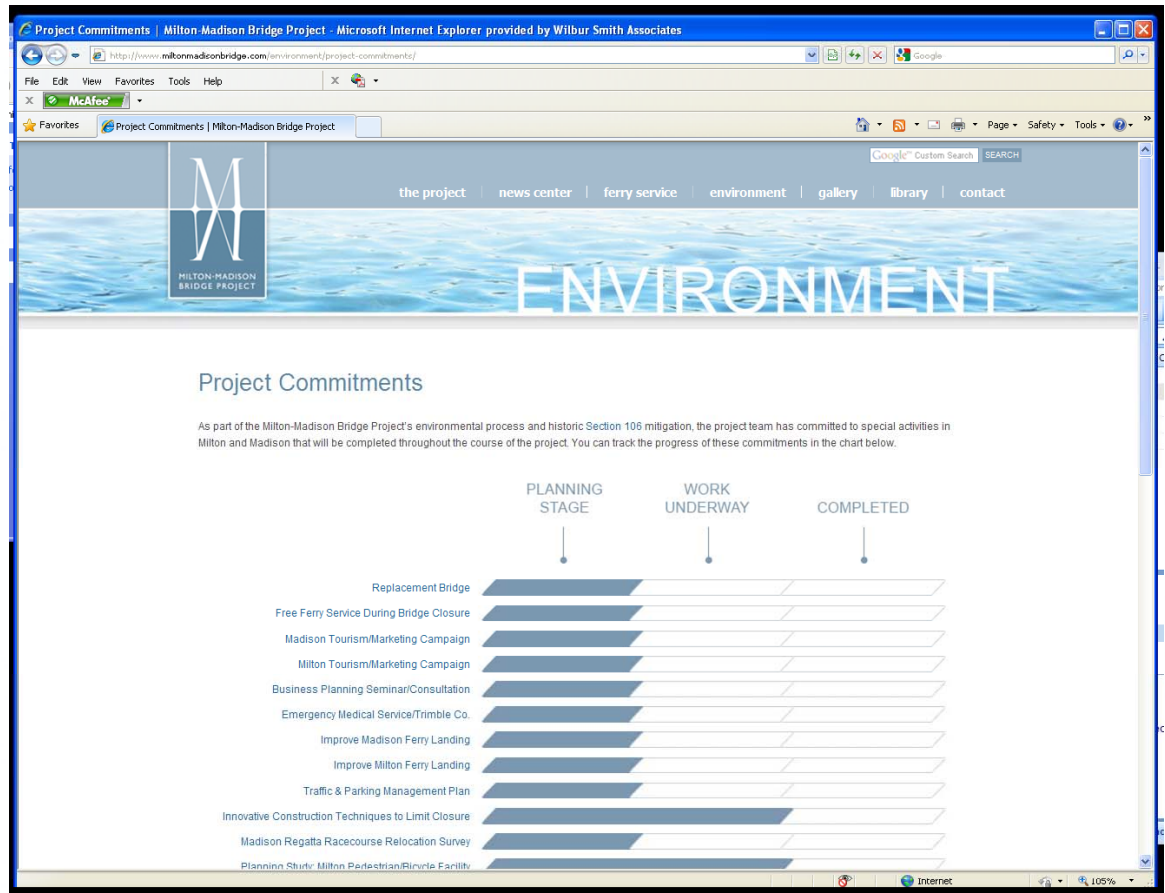 Project Commitments | Milton-Madison Bridge Project - Microsoft Internet Explorer provided by Wilbur Smith Associates
http://www.miltonmadisonbridge.com/environment/project-commitments/
Google
File Edit View Favorites Tools Help X
X McAfee
Favorites Project Commitments | Milton-Madison Bridge Project Page Safety Tools
Google™ Custom Search SEARCH
the project | news center | ferry service | environment | gallery | library | contact
M
MILTON-MADISON
BRIDGE PROJECT
ENVIRONMENT
Project Commitments
As part of the Milton-Madison Bridge Project's environmental process and historic Section 106 mitigation, the project team has committed to special activities in
Milton and Madison that will be completed throughout the course of the project. You can track the progress of these commitments in the chart below.
PLANNING
STAGE
WORK
UNDERWAY
COMPLETED
Replacement Bridge
Free Ferry Service During Bridge Closure
Madison Tourism/Marketing Campaign
Milton Tourism/Marketing Campaign
Business Planning Seminar/Consultation
Emergency Medical Service/Trimble Co.
Improve Madison Ferry Landing
Improve Milton Ferry Landing
Traffic & Parking Management Plan
Innovative Construction Techniques to Limit Closure
Madison Regatta Racecourse Relocation Survey
Planning Study: Milton Pedestrian/Bicycle Facility
Internet 105%